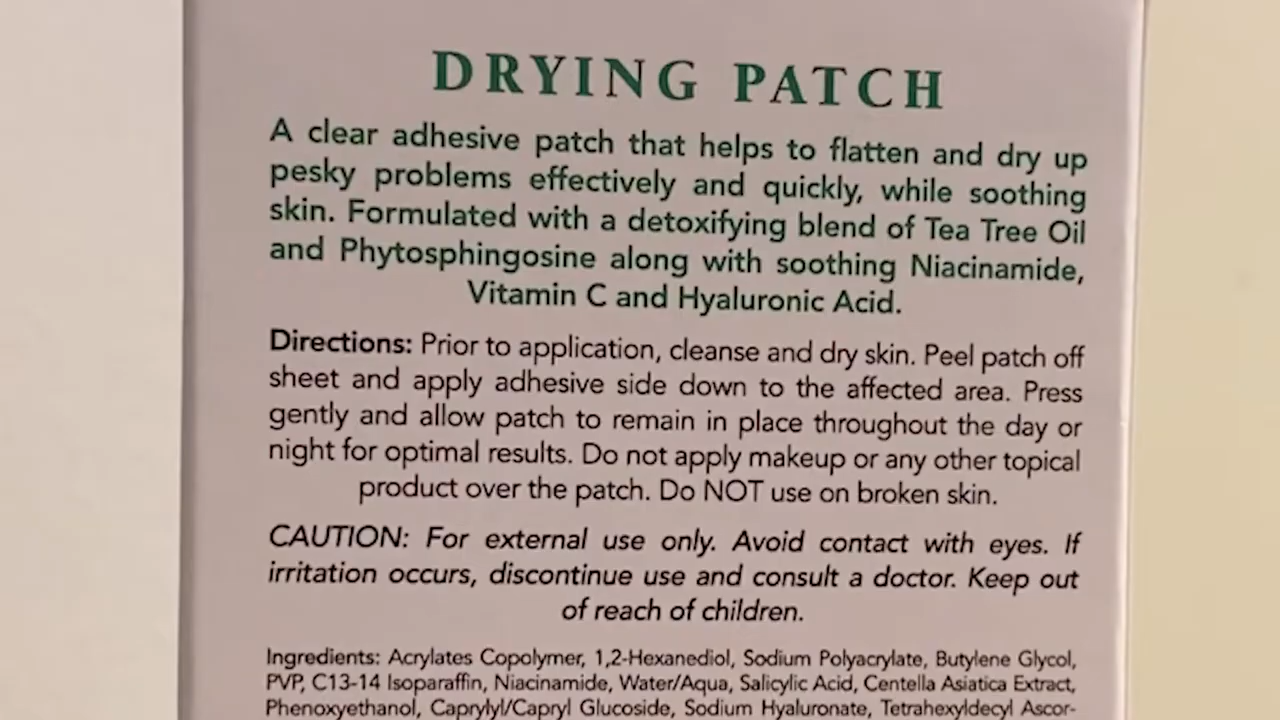 DRYING PATCH
A clear adhesive patch that helps to flatten and dry up
pesky problems effectively and quickly, while soothing
skin. Formulated with a detoxifying blend of Tea Tree Oil
and Phytosphingosine along with soothing Niacinamide,
Vitamin C and Hyaluronic Acid.
Directions: Prior to application, cleanse and dry skin. Peel patch off
sheet and apply adhesive side down to the affected area. Press
gently and allow patch to remain in place throughout the day or
night for optimal results. Do not apply makeup or any other topical
product over the patch. Do NOT use on broken skin.
CAUTION: For external use only. Avoid contact with eyes. If
irritation occurs, discontinue use and consult a doctor. Keep out
of reach of children.
Ingredients: Acrylates Copolymer, 1,2-Hexanediol, Sodium Polyacrylate, Butylene Glycol,
PVP, C13-14 Isoparaffin, Niacinamide, Water/Aqua, Salicylic Acid, Centella Asiatica Extract,
Phenoxyethanol, Caprylyl/Capryl Glucoside, Sodium Hyaluronate, Tetrahexyldecyl Ascor-